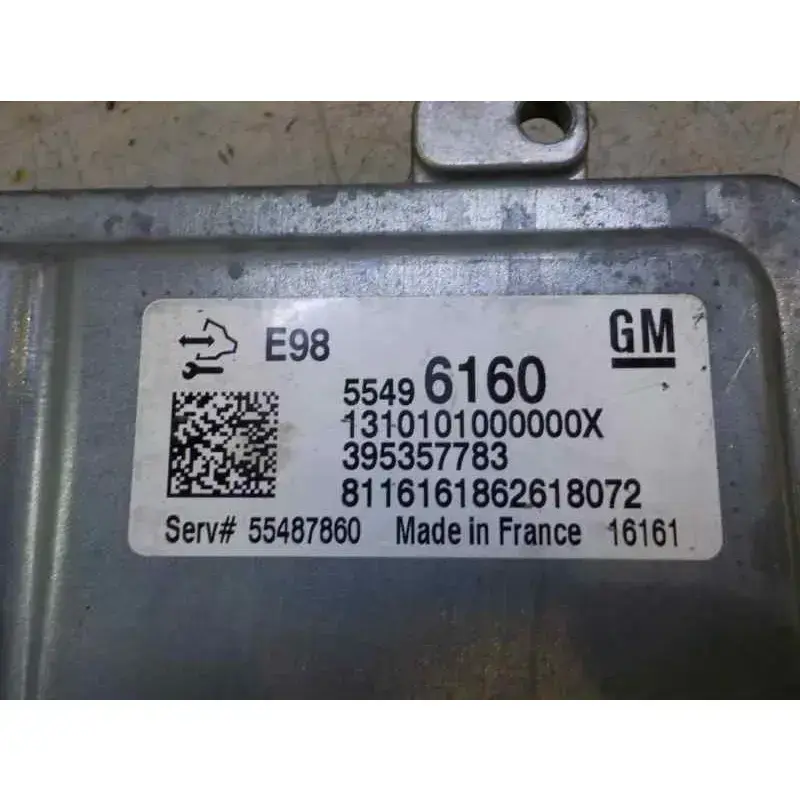 E98
GM
5549 6160
1310101000000X
395357783
8116161862618072
Serv# 55487860 Made in France 16161